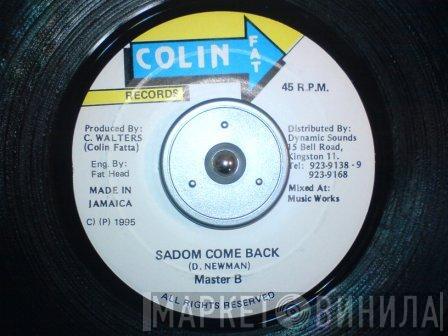 COLIN
FAT
RECORDS
45 R.P.M.
Produced By:
C. WALTERS
(Colin Fatta)
Eng. By:
Fat Head
MADE IN
JAMAICA
C) (P) 1995
Distributed By:
Dynamic Sounds
15 Bell Road,
Kingston 11.
Tel: 923-9138 - 9
923-9168
Mixed At:
Music Works
SADOM COME BACK
(D. NEWMAN)
Master B
ALL RIGHTS RESERVED
МАРКЕТ ВИНИЛА